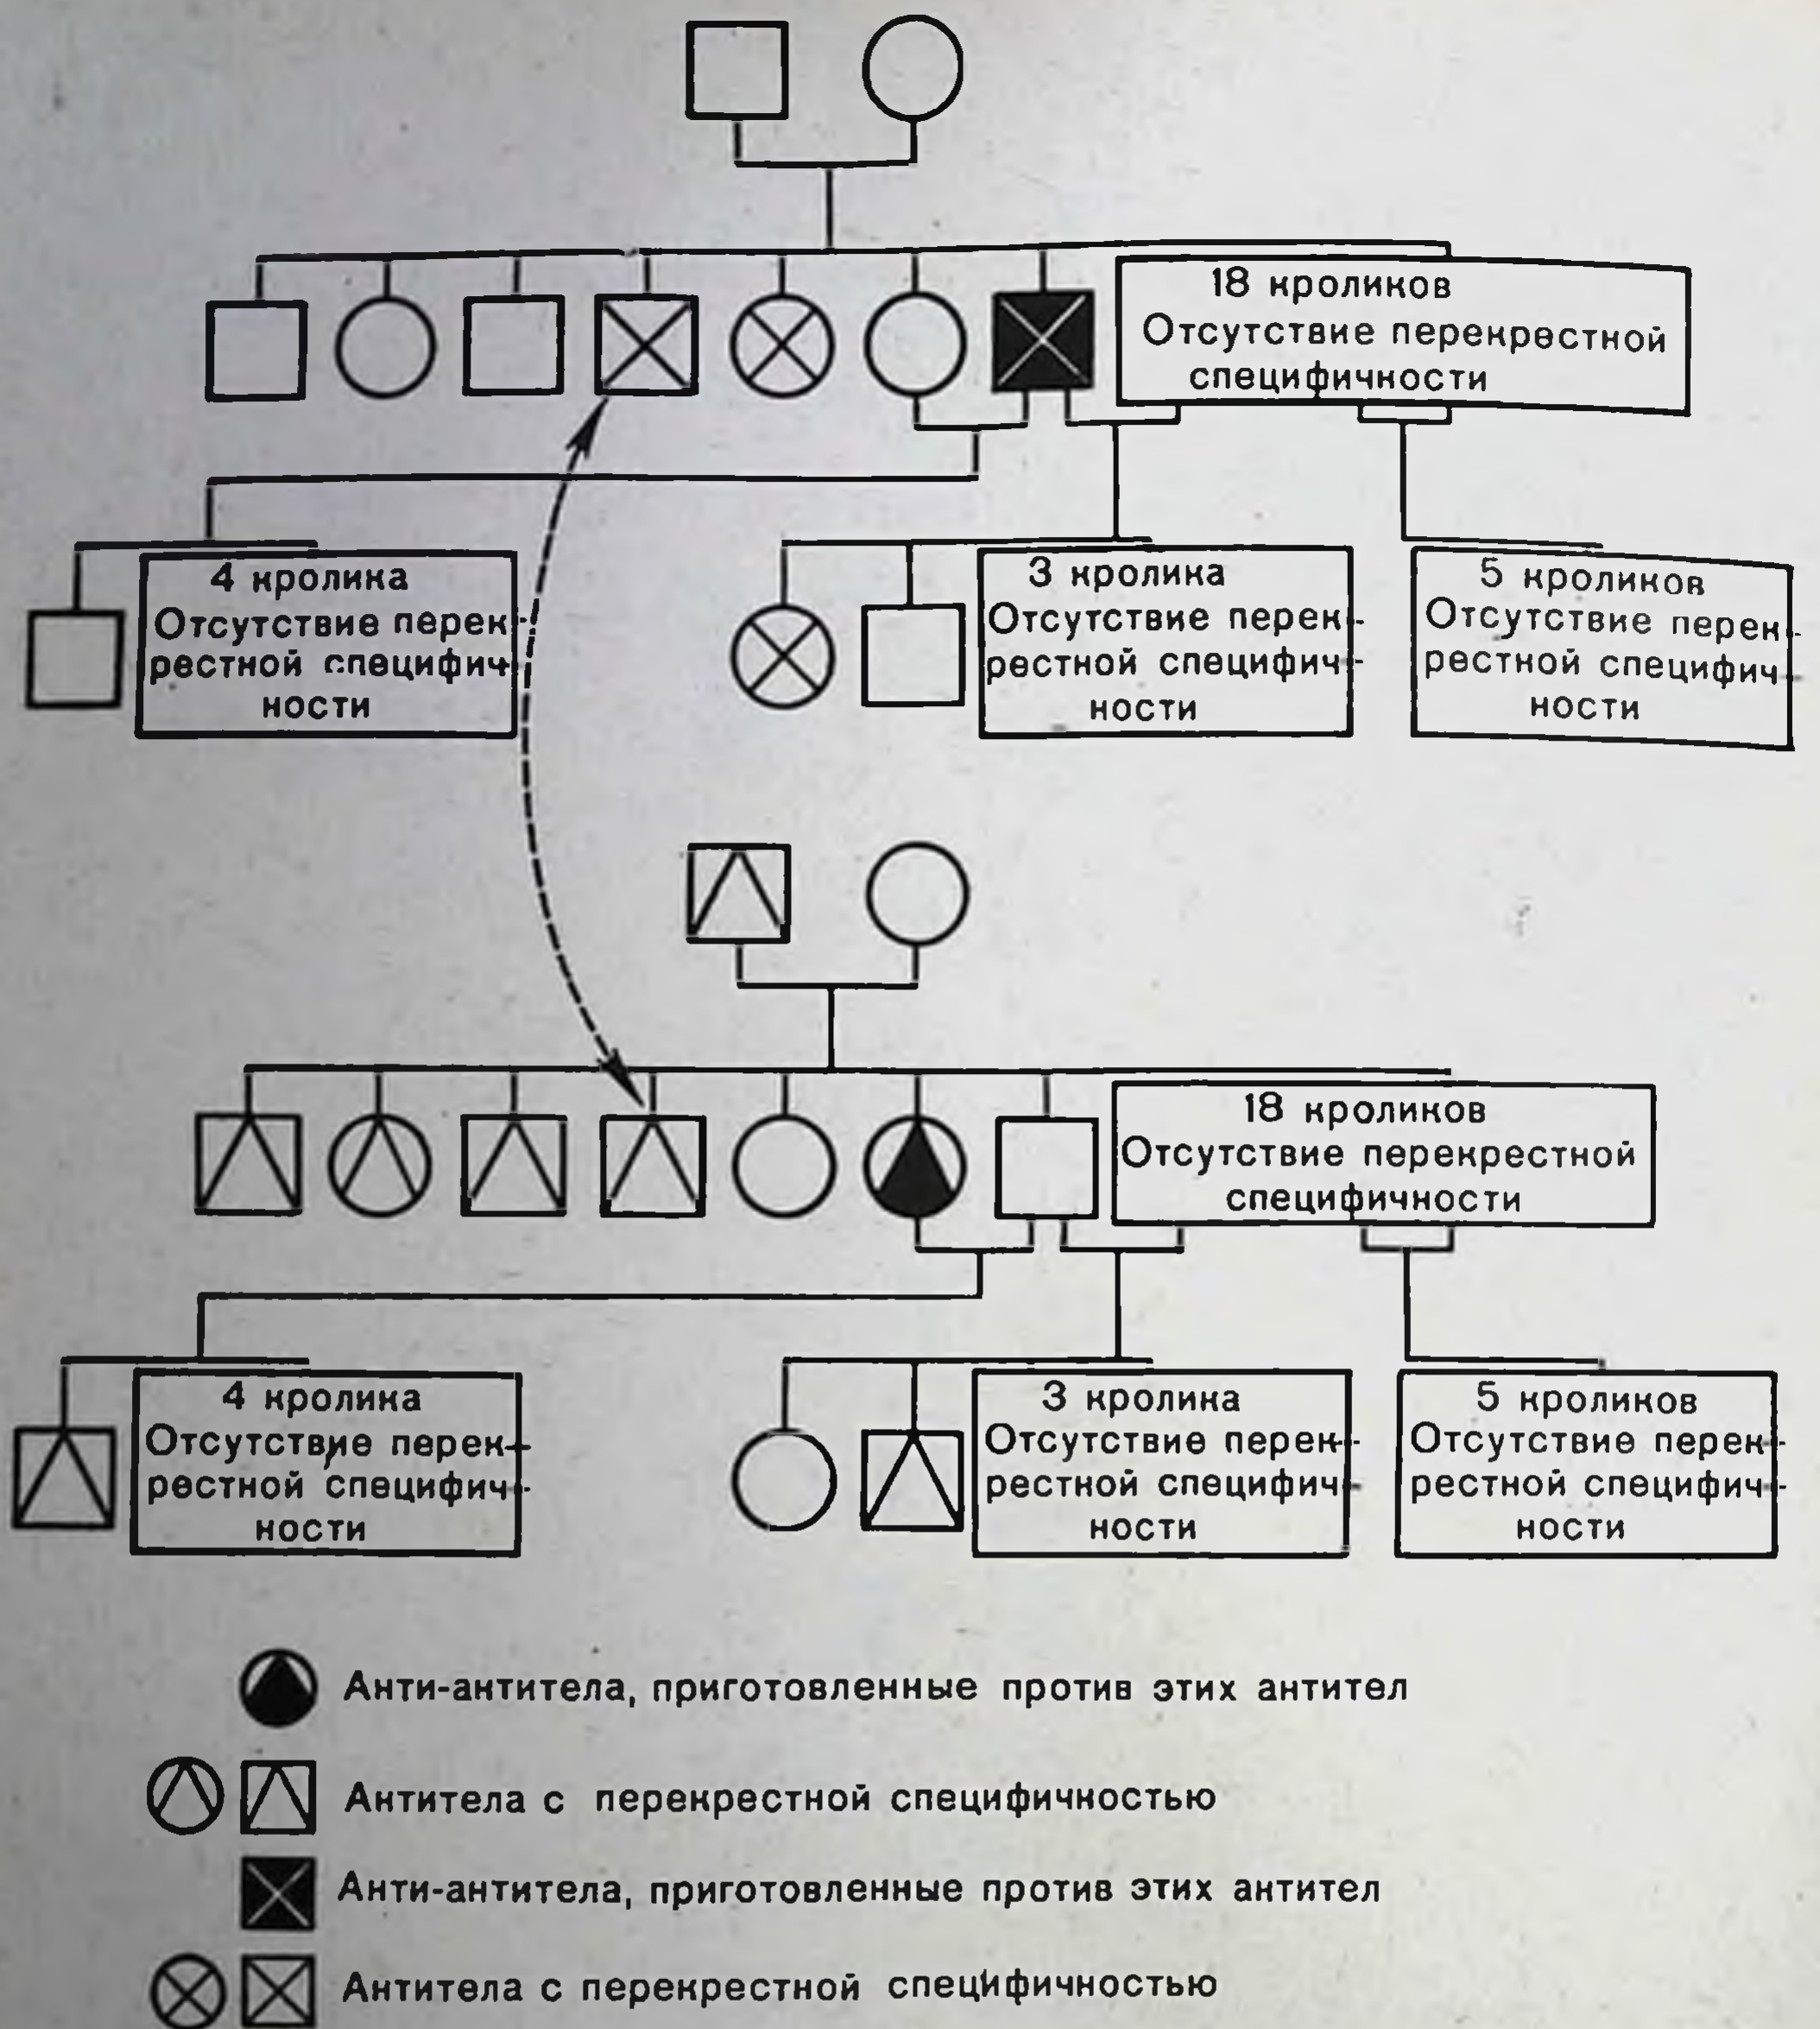 18 кроликов
Отсутствие перекрестной
специфичности
4 кролика
Отсутствие перек-
рестной специфич-
ности
3 кролика
Отсутствие перек-
рестной специфич-
ности
5 кроликов
Отсутствие перек-
рестной специфич-
ности
18 кроликов
Отсутствие перекрестной
специфичности
4 кролика
Отсутствие перек-
рестной специфич-
ности
3 кролика
Отсутствие перек-
рестной специфич-
ности
5 кроликов
Отсутствие перек-
рестной специфич-
ности
Анти-антитела, приготовленные против этих антител
Антитела с перекрестной специфичностью
Анти-антитела, приготовленные против этих антител
Антитела с перекрестной специфичностью